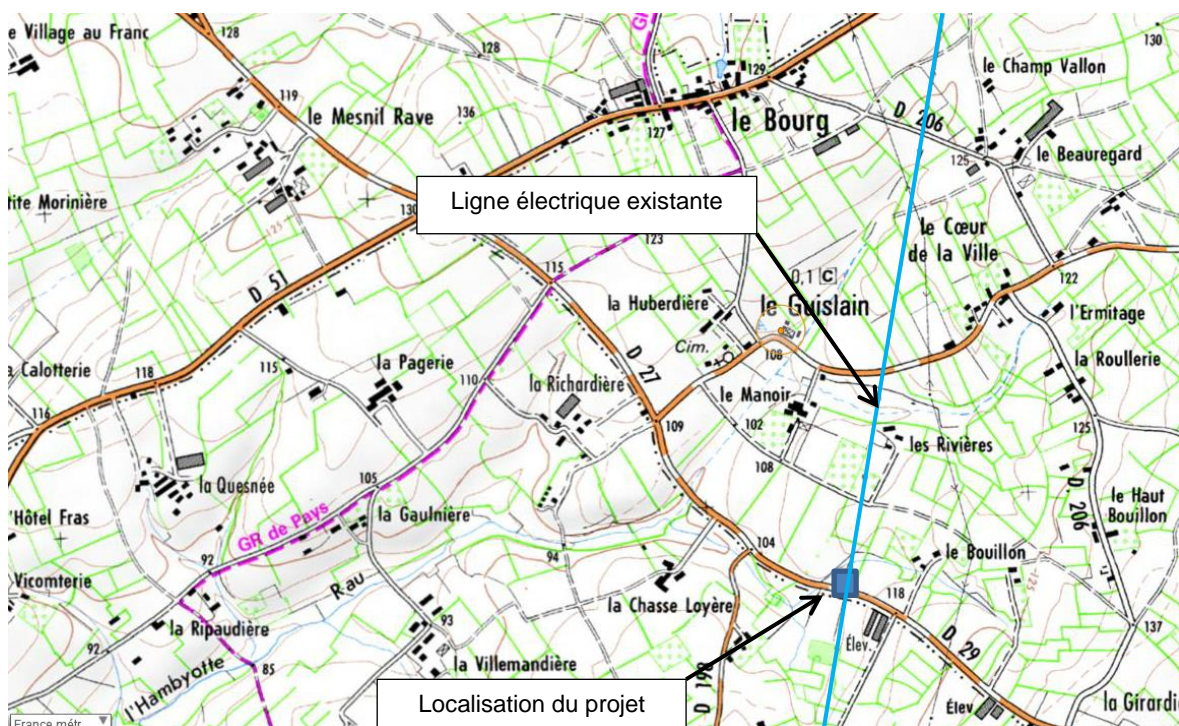 e Village au Franc
128
128
129
130
le Champ Vallon
119
le Mesnil Rave
136
127
le Bourg
D 206
125
le Beauregard
tite Morinière
Ligne électrique existante
130
125
123
le Cœur
de la Ville
115
0,1 C
122
D 51
la Huberdière
le Guislain
l'Ermitage
Cim.
108
la Calotterie
118
115
la Pagerie
D 27
la Roullerie
110
la Richardière
le Manoir
116
109
102
125
les Rivières
108
la Quesnée
105
D. 206
le Haut
Bouillon
l'Hôtel Fras
GR de Pays
la Gaulnière
92
94
104
le Bouillon
125
Vicomterie
Rau
la Chasse Loyère
118
la Ripaudière
93
137
92
Élev.
D 29
l'Hambyotte
85
la Villemandière
D 198
Localisation du projet
Élev
la Girardi
France métr